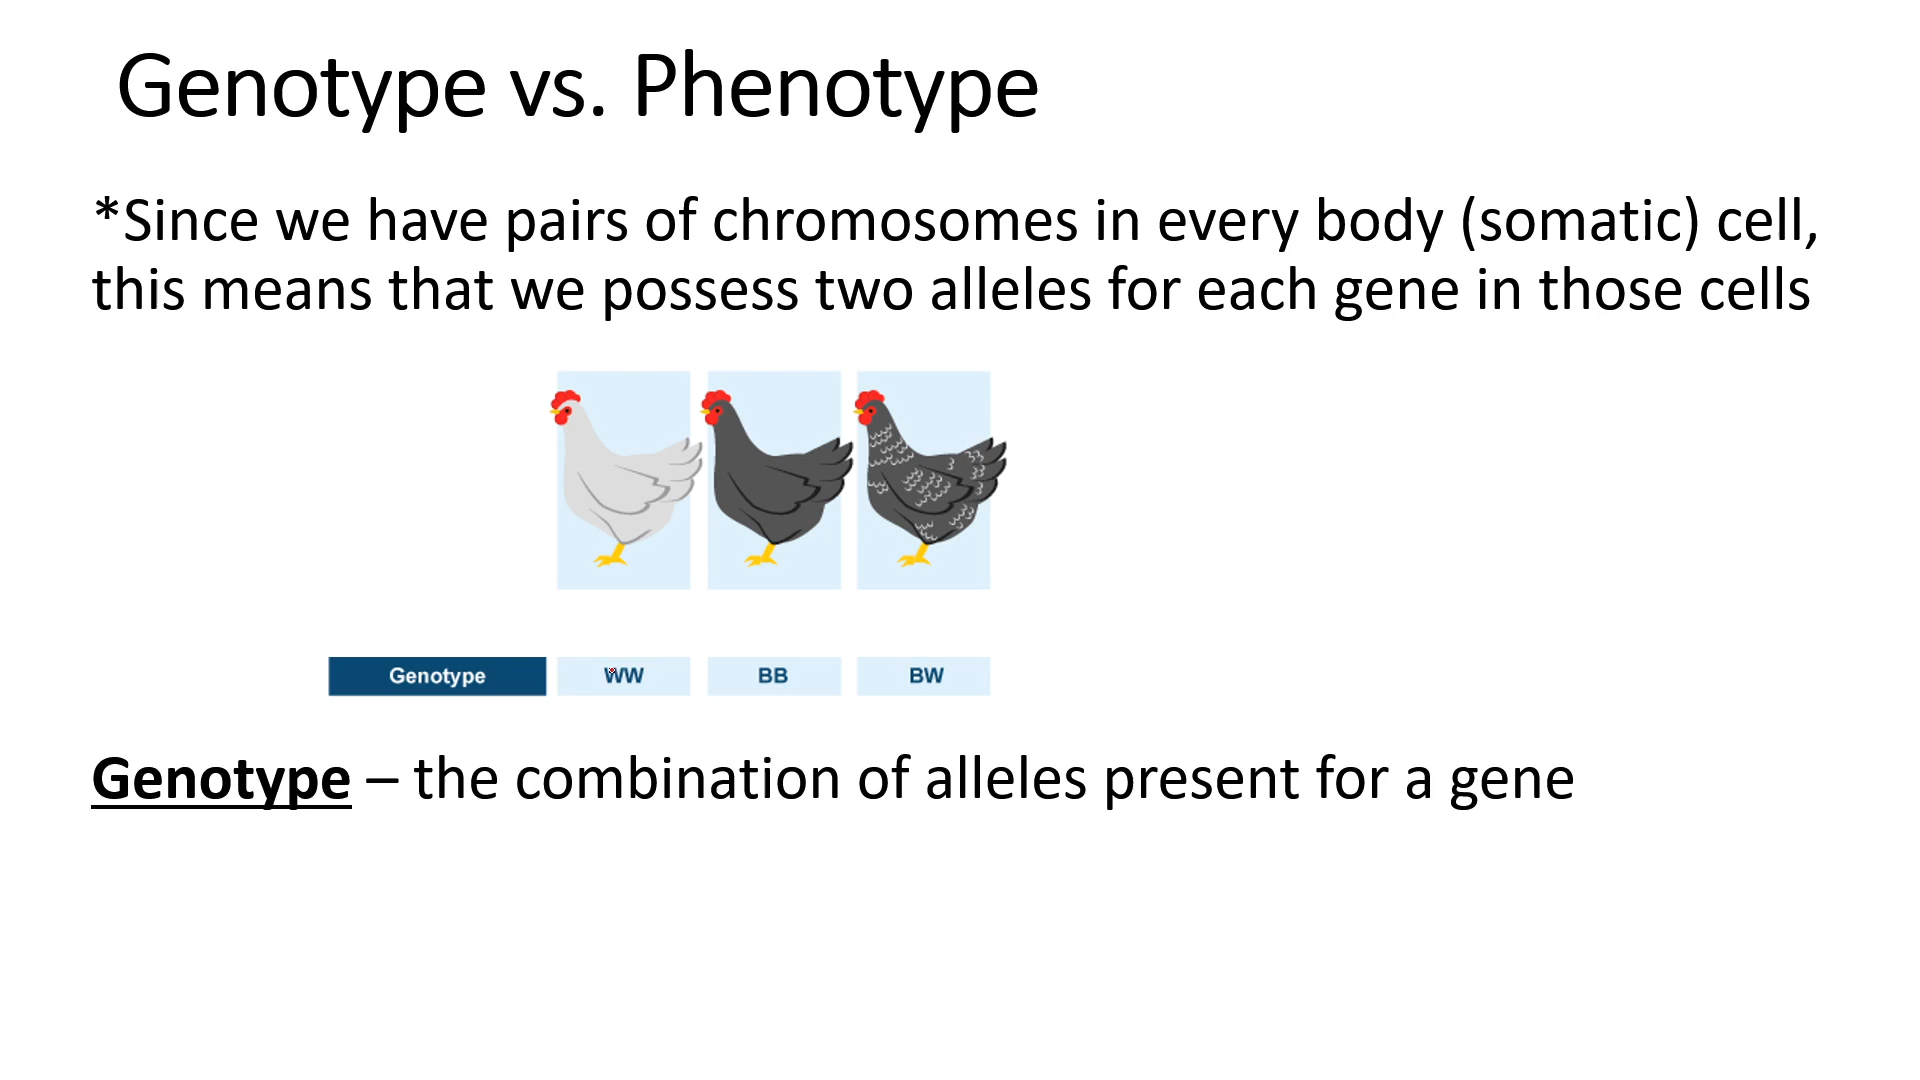 Genotype vs. Phenotype
*Since we have pairs of chromosomes in every body (somatic) cell,
this means that we possess two alleles for each gene in those cells
Genotype WW BB BW
Genotype – the combination of alleles present for a gene